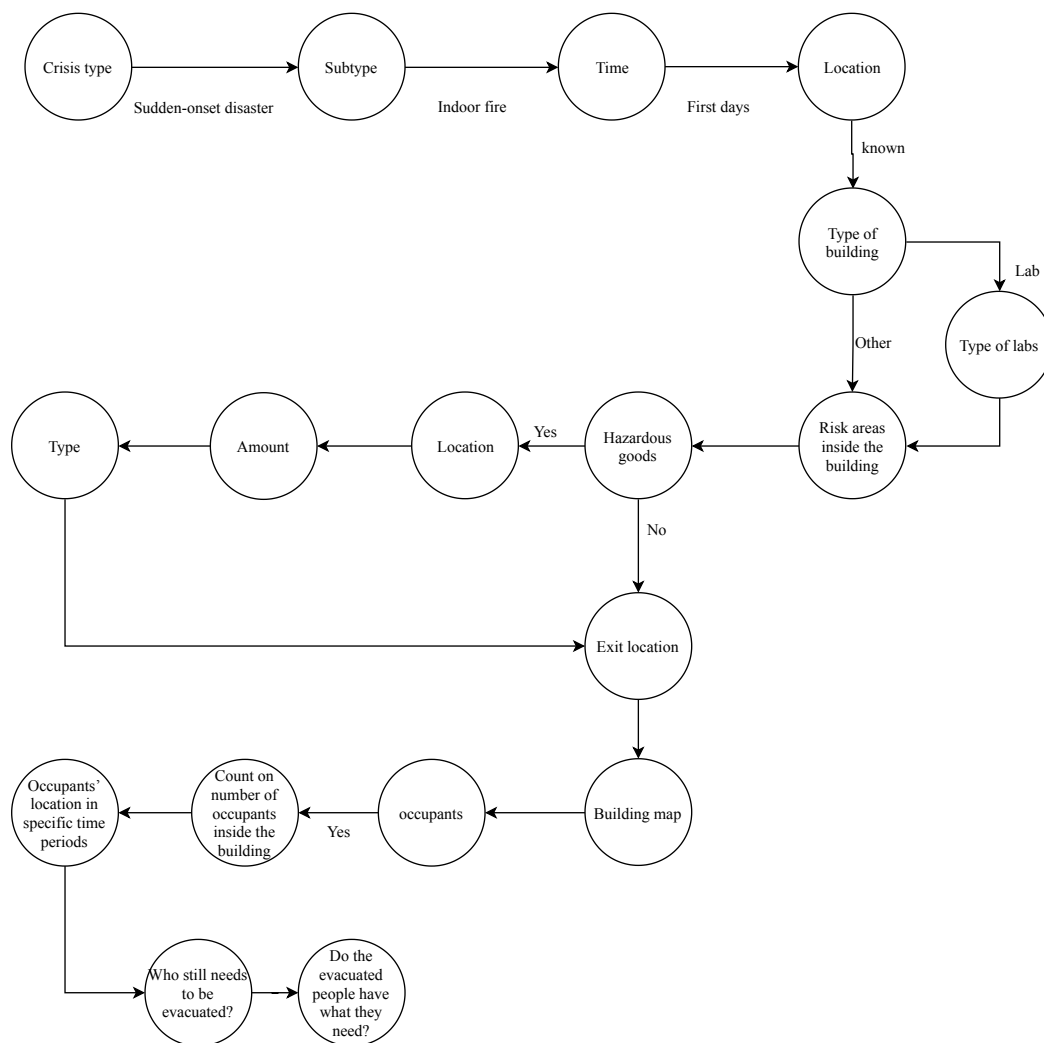 Crisis type
Sudden-onset disaster
Subtype
Indoor fire
Time
First days
Location
known
Type of
building
Lab
Type of labs
Other
Risk areas
inside the
building
Hazardous
goods
Yes
Location
Amount
Type
No
Exit location
Building map
occupants
Yes
Count on
number of
occupants
inside the
building
Occupants’
location in
specific time
periods
Who still needs
to be
evacuated?
Do the
evacuated
people have
what they
need?